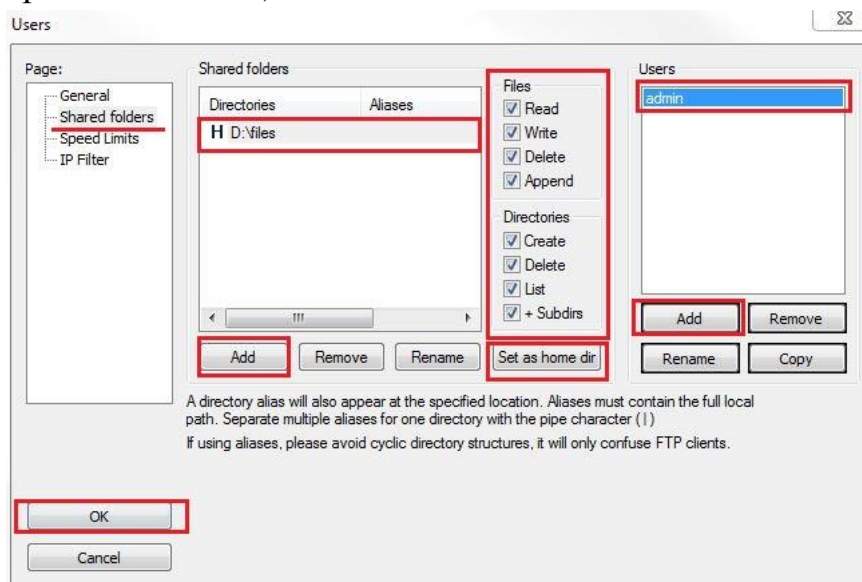 Users
Page:
General
Shared folders
Speed Limits
IP Filter
Shared folders
Directories Aliases
H D:\files
Files
Read
Write
Delete
Append
Directories
Create
Delete
List
+ Subdirs
Add Remove Rename Set as home dir
Users
admin
Add Remove
Rename Copy
A directory alias will also appear at the specified location. Aliases must contain the full local
path. Separate multiple aliases for one directory with the pipe character (|)
If using aliases, please avoid cyclic directory structures, it will only confuse FTP clients.
OK
Cancel